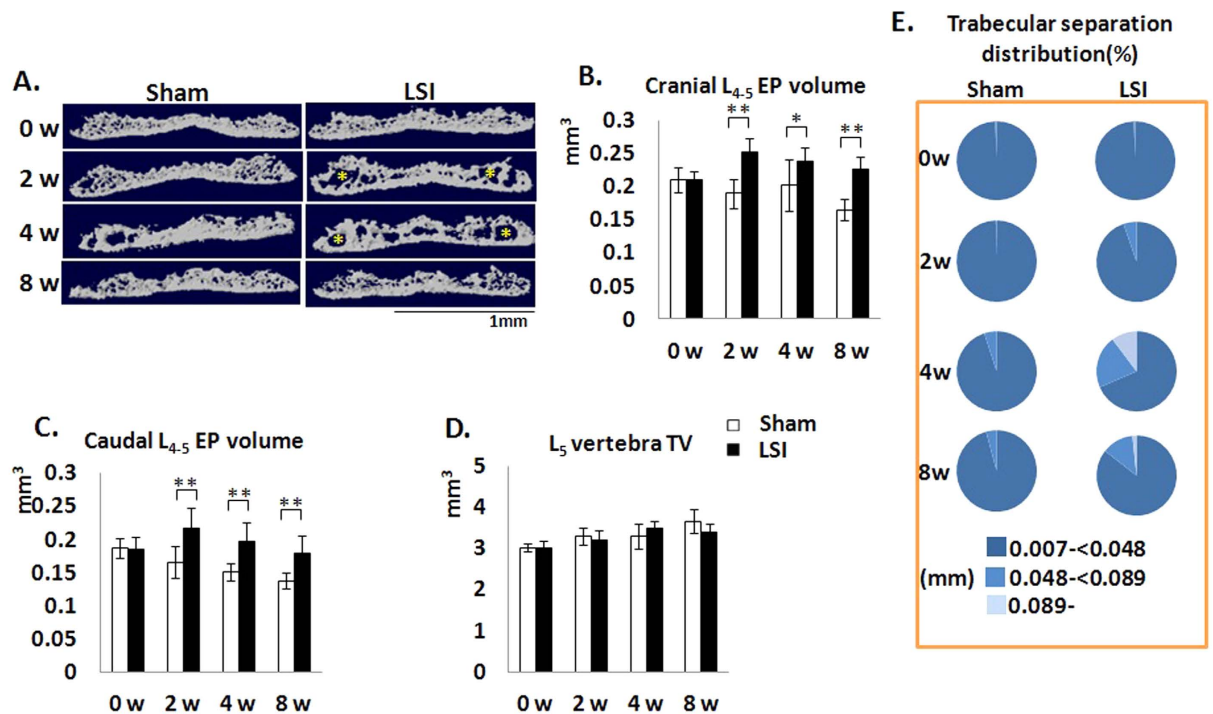 A.
Sham LSI
0 w
2 w
* *
4 w
* *
8 w
1mm
B.
Cranial L4-5 EP volume
mm³
0.3
0.25
0.2
0.15
0.1
0.05
0
** * **
0 w 2 w 4 w 8 w
C.
Caudal L4-5 EP volume
mm³
0.3
0.25
0.2
0.15
0.1
0.05
0
** ** **
0 w 2 w 4 w 8 w
D.
L5 vertebra TV
Sham
LSI
mm³
5
4
3
2
1
0
0 w 2 w 4 w 8 w
E.
Trabecular separation
distribution(%)
Sham LSI
0w
2w
4w
8w
(mm)
0.007-<0.048
0.048-<0.089
0.089-